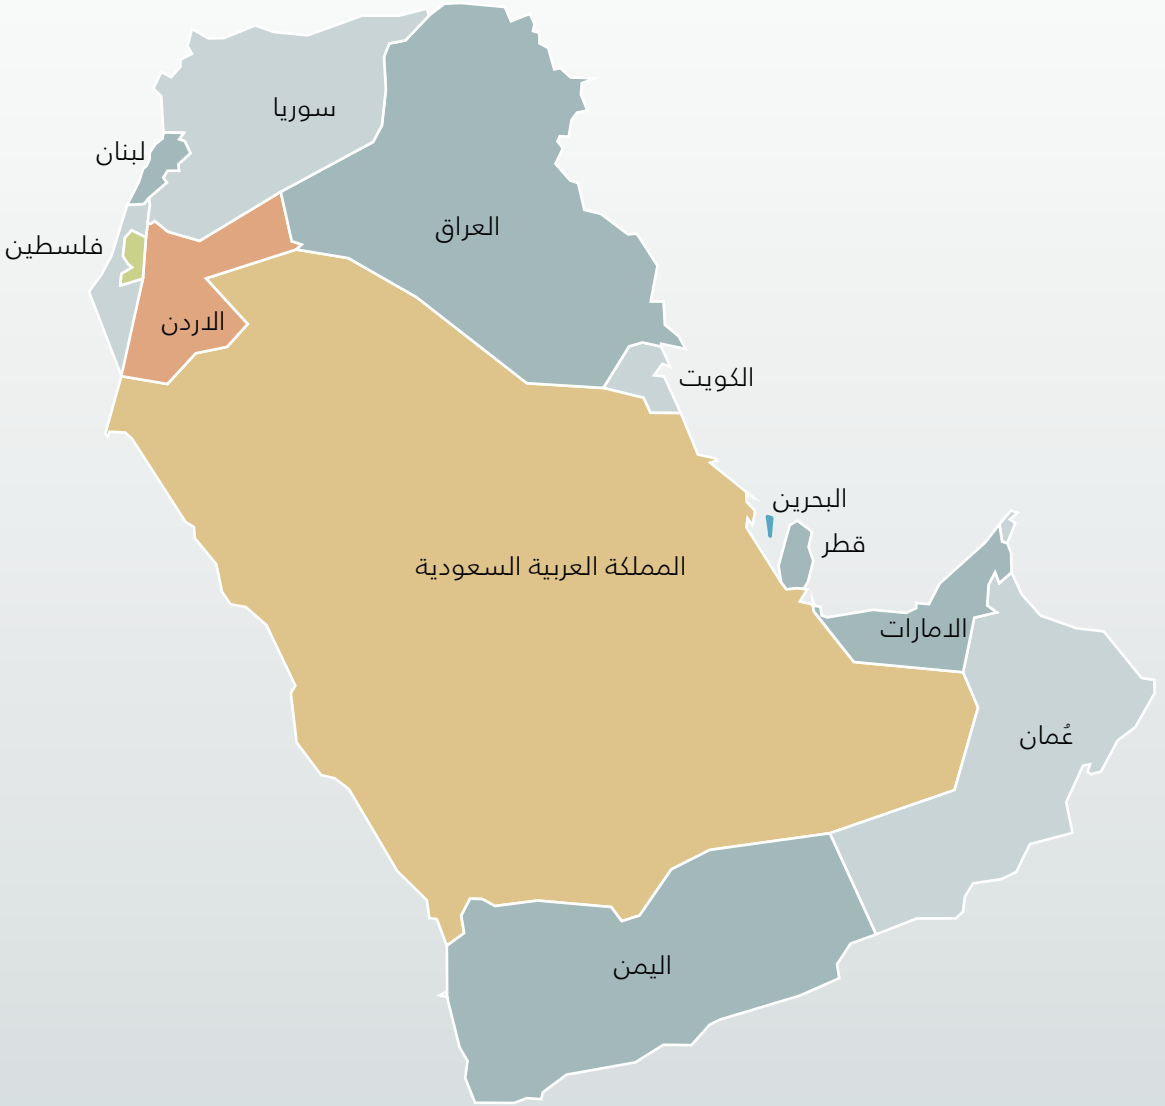 سوريا
لبنان
العراق
فلسطين
الاردن
الكويت
البحرين
قطر
المملكة العربية السعودية
الامارات
عُمان
اليمن